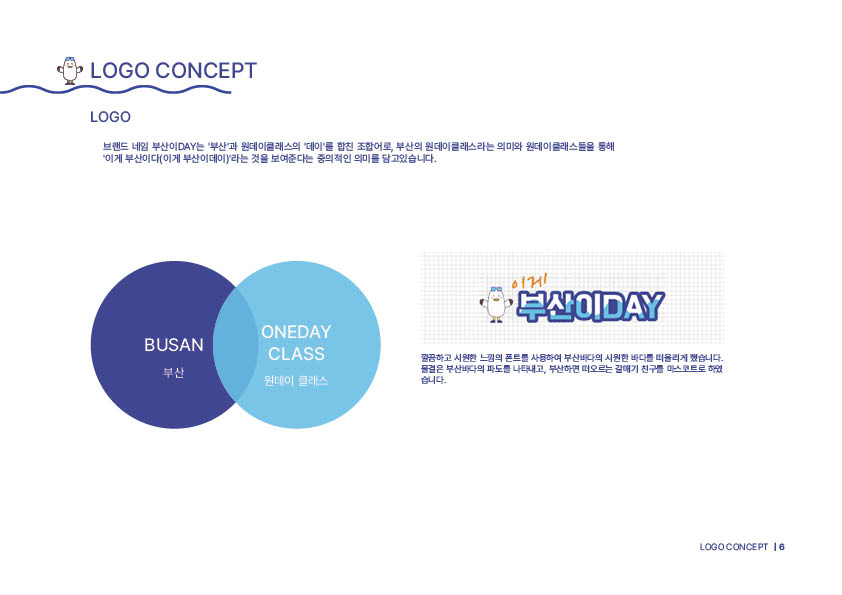 LOGO CONCEPT
LOGO
브랜드 네임 부산이DAY는 '부산'과 원데이클래스의 '데이'를 합친 조합어로, 부산의 원데이클래스라는 의미와 원데이클래스들을 통해
'이게 부산이다(이게 부산이데이)'라는 것을 보여준다는 중의적인 의미를 담고있습니다.
BUSAN
부산
ONEDAY
CLASS
원데이 클래스
이게
부산이DAY
깔끔하고 시원한 느낌의 폰트를 사용하여 부산바다의 시원한 바다를 떠올리게 했습니다.
물결은 부산바다의 파도를 나타내고, 부산하면 떠오르는 갈매기 친구를 마스코트로 하였
습니다.
LOGO CONCEPT | 6